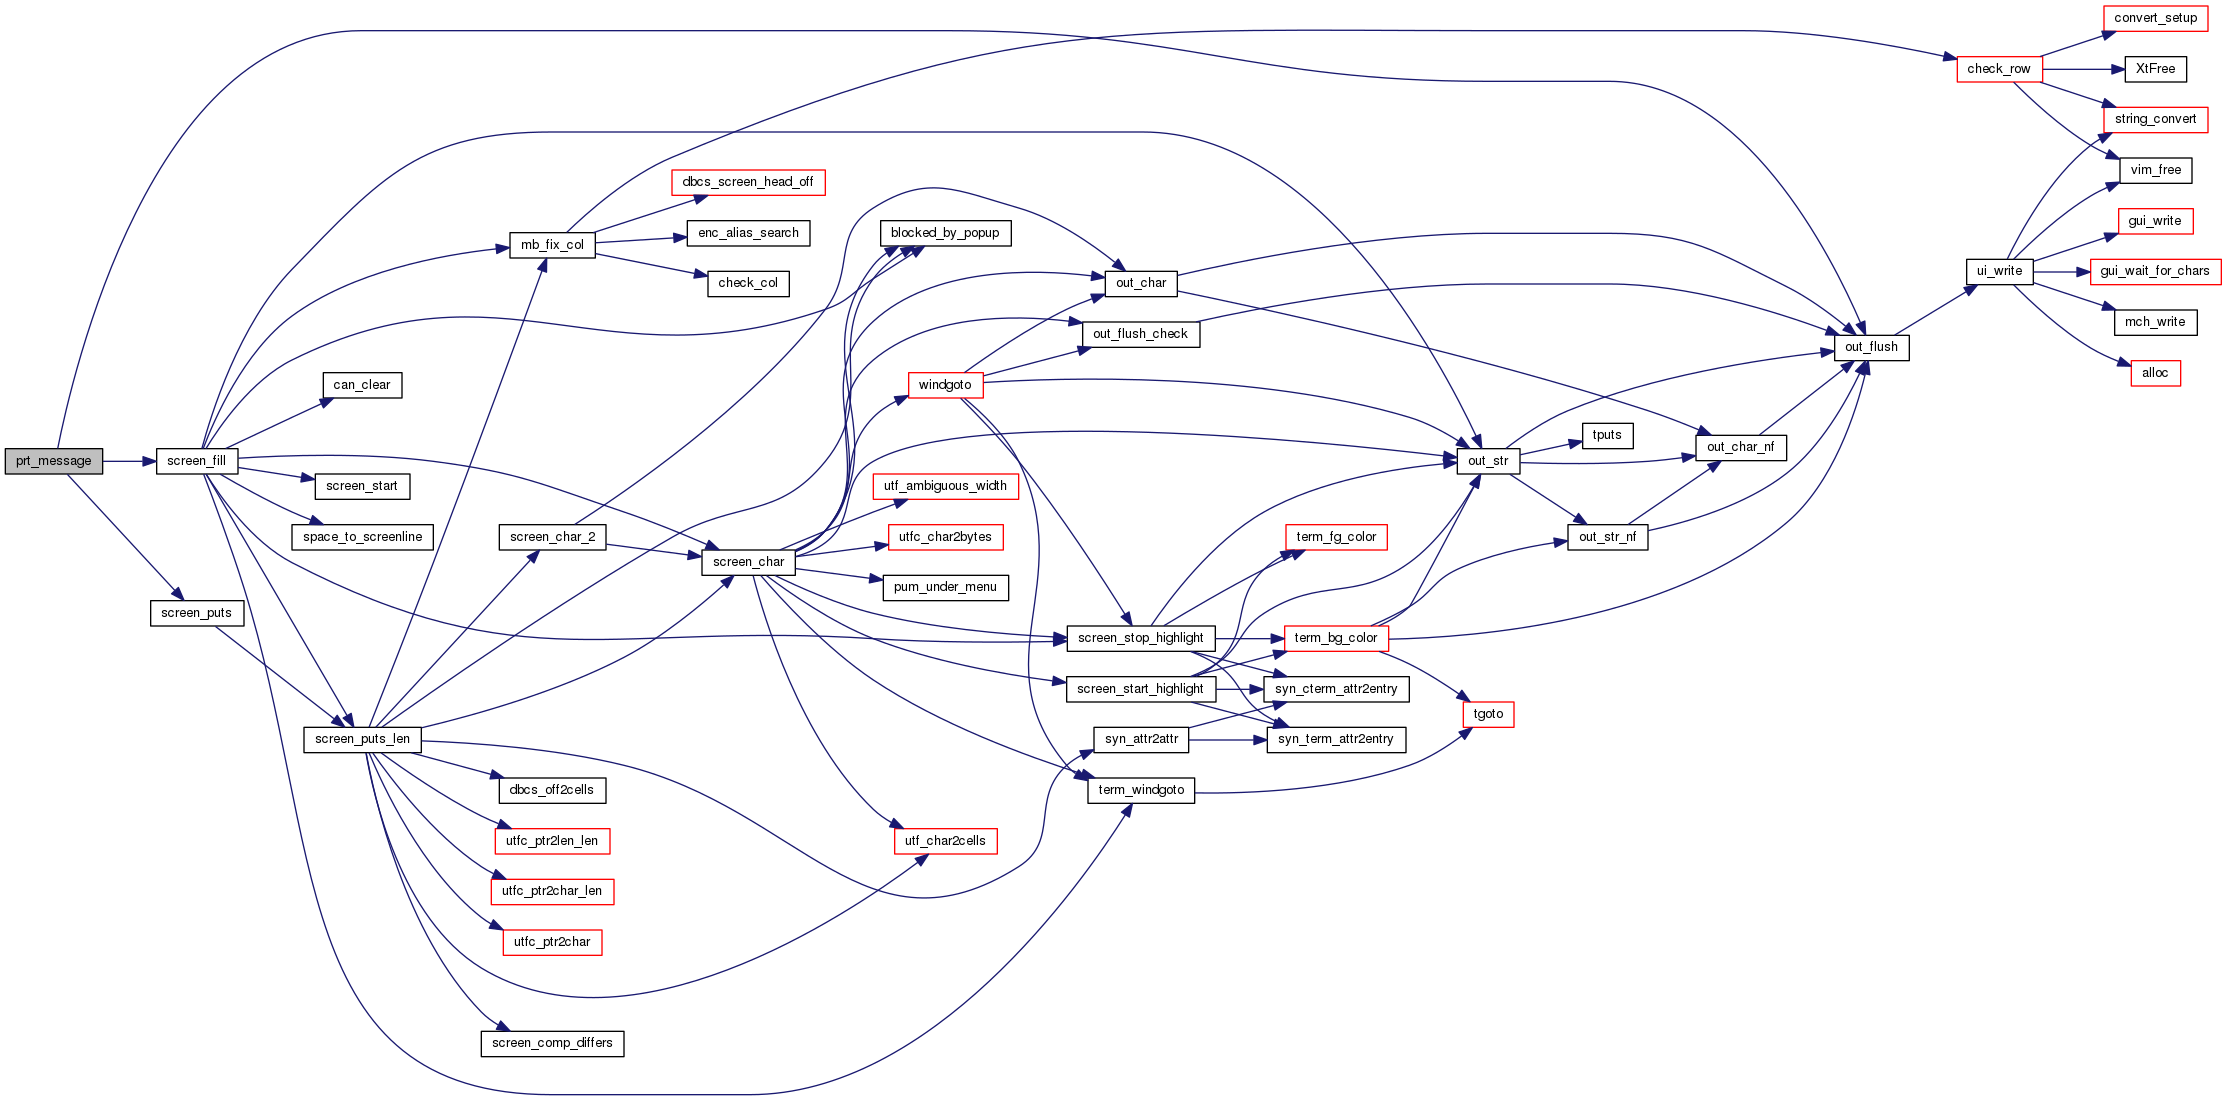 prt_message
screen_fill
screen_puts
can_clear
screen_start
space_to_screenline
screen_puts_len
mb_fix_col
screen_char_2
dbcs_off2cells
utfc_ptr2len_len
utfc_ptr2char_len
utfc_ptr2char
screen_comp_differs
dbcs_screen_head_off
enc_alias_search
check_col
screen_char
blocked_by_popup
windgoto
utf_ambiguous_width
utfc_char2bytes
pum_under_menu
utf_char2cells
out_char
out_flush_check
screen_stop_highlight
screen_start_highlight
syn_attr2attr
term_windgoto
term_fg_color
term_bg_color
syn_cterm_attr2entry
syn_term_attr2entry
out_str
tgoto
tputs
out_str_nf
out_char_nf
out_flush
check_row
ui_write
convert_setup
XtFree
string_convert
vim_free
gui_write
gui_wait_for_chars
mch_write
alloc